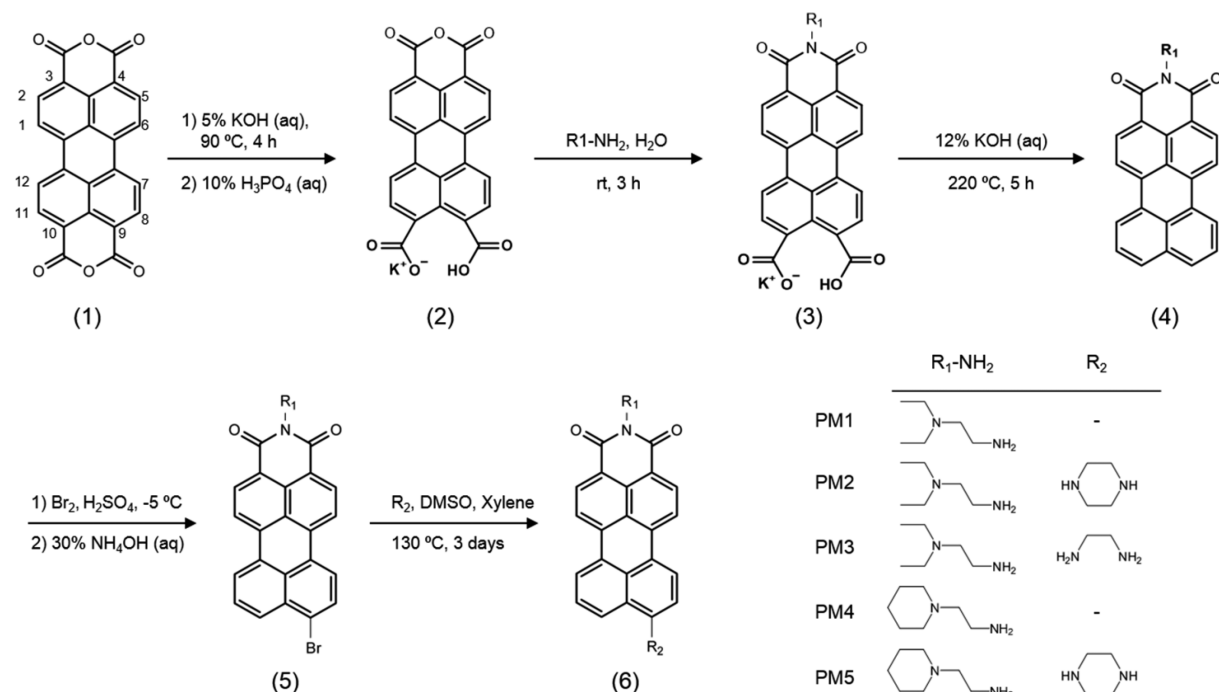 O O O
O O O
3 4
2 5
1 6
12 7
11 8
10 9
O O O
(1)
1) 5% KOH (aq),
90 ºC, 4 h
2) 10% H₃PO₄ (aq)
O O O
O O⁻ K⁺ HO O
(2)
R1-NH₂, H₂O
rt, 3 h
R₁
O N O
O O⁻ K⁺ HO O
(3)
12% KOH (aq)
220 ºC, 5 h
R₁
O N O
(4)
1) Br₂, H₂SO₄, -5 ºC
2) 30% NH₄OH (aq)
R₁
O N O
Br
(5)
R₂, DMSO, Xylene
130 ºC, 3 days
R₁
O N O
R₂
(6)
R₁-NH₂ R₂
PM1 N NH₂ -
PM2 N NH₂ HN NH
PM3 N NH₂ H₂N NH₂
PM4 N NH₂ -
PM5 N NH₂ HN NH